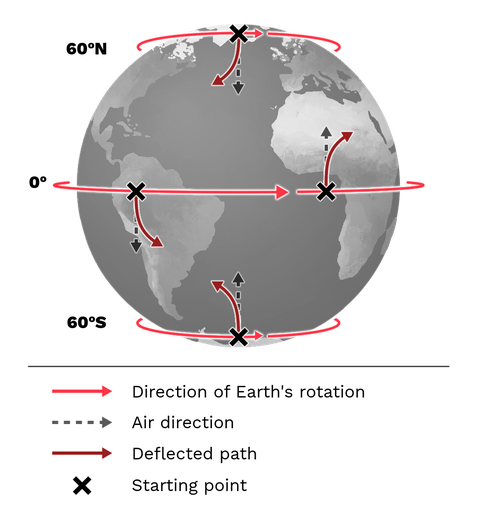 60ºN
0º
60ºS
Direction of Earth's rotation
Air direction
Deflected path
Starting point